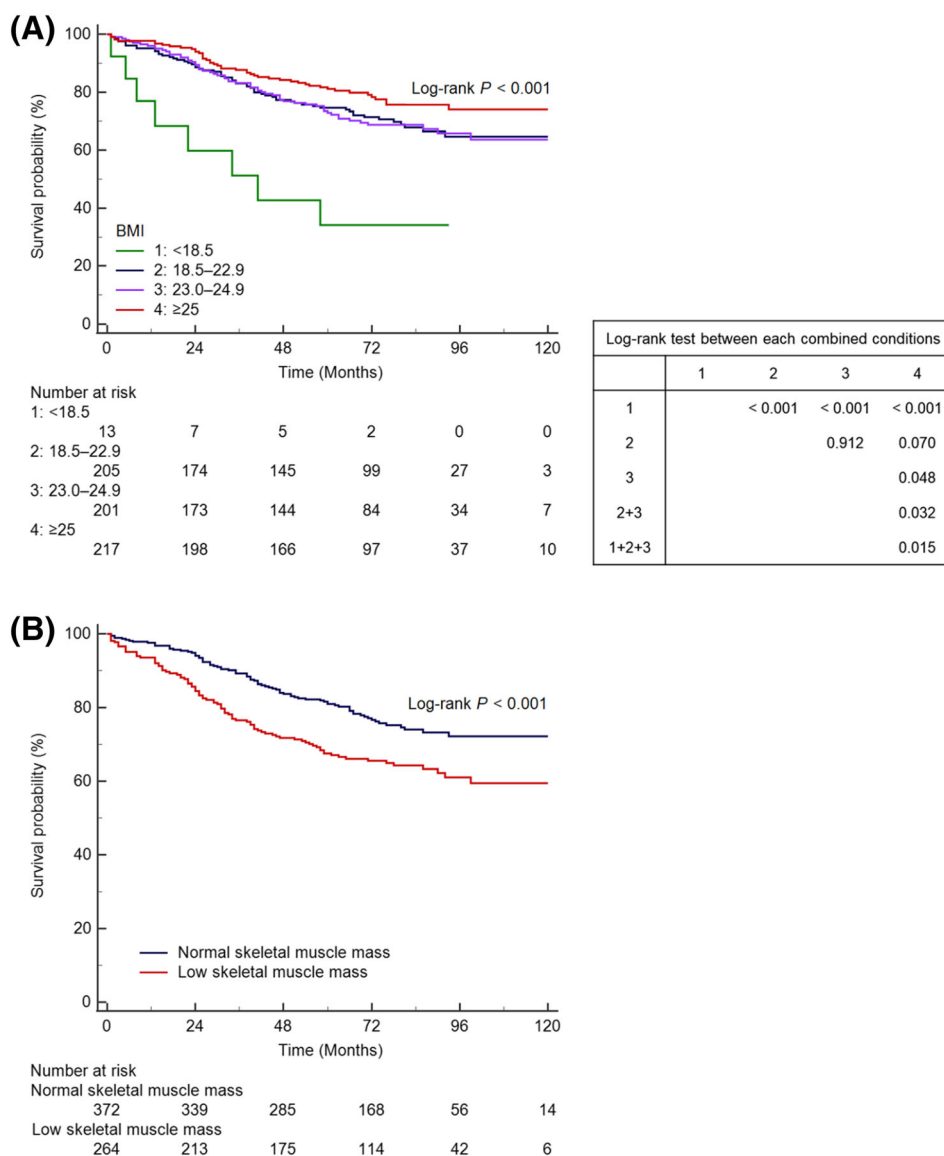 (A)
100
80
60
40
20
0
Survival probability (%)
Log-rank P < 0.001
BMI
1: <18.5
2: 18.5–22.9
3: 23.0–24.9
4: ≥25
0 24 48 72 96 120
Time (Months)
Number at risk
1: <18.5
13 7 5 2 0 0
2: 18.5–22.9
205 174 145 99 27 3
3: 23.0–24.9
201 173 144 84 34 7
4: ≥25
217 198 166 97 37 10
Log-rank test between each combined conditions
1 2 3 4
1 < 0.001 < 0.001 < 0.001
2 0.912 0.070
3 0.048
2+3 0.032
1+2+3 0.015
(B)
100
80
60
40
20
0
Survival probability (%)
Log-rank P < 0.001
Normal skeletal muscle mass
Low skeletal muscle mass
0 24 48 72 96 120
Time (Months)
Number at risk
Normal skeletal muscle mass
372 339 285 168 56 14
Low skeletal muscle mass
264 213 175 114 42 6